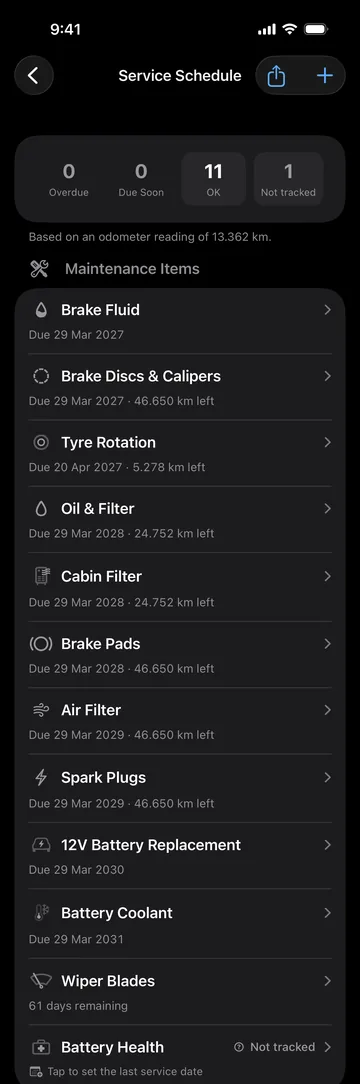 9:41
Service Schedule
0 0 11 1
Overdue Due Soon OK Not tracked
Based on an odometer reading of 13.362 km.
Maintenance Items
Brake Fluid
Due 29 Mar 2027
Brake Discs & Calipers
Due 29 Mar 2027 · 46.650 km left
Tyre Rotation
Due 20 Apr 2027 · 5.278 km left
Oil & Filter
Due 29 Mar 2028 · 24.752 km left
Cabin Filter
Due 29 Mar 2028 · 24.752 km left
Brake Pads
Due 29 Mar 2028 · 46.650 km left
Air Filter
Due 29 Mar 2029 · 46.650 km left
Spark Plugs
Due 29 Mar 2029 · 46.650 km left
12V Battery Replacement
Due 29 Mar 2030
Battery Coolant
Due 29 Mar 2031
Wiper Blades
61 days remaining
Battery Health Not tracked
Tap to set the last service date